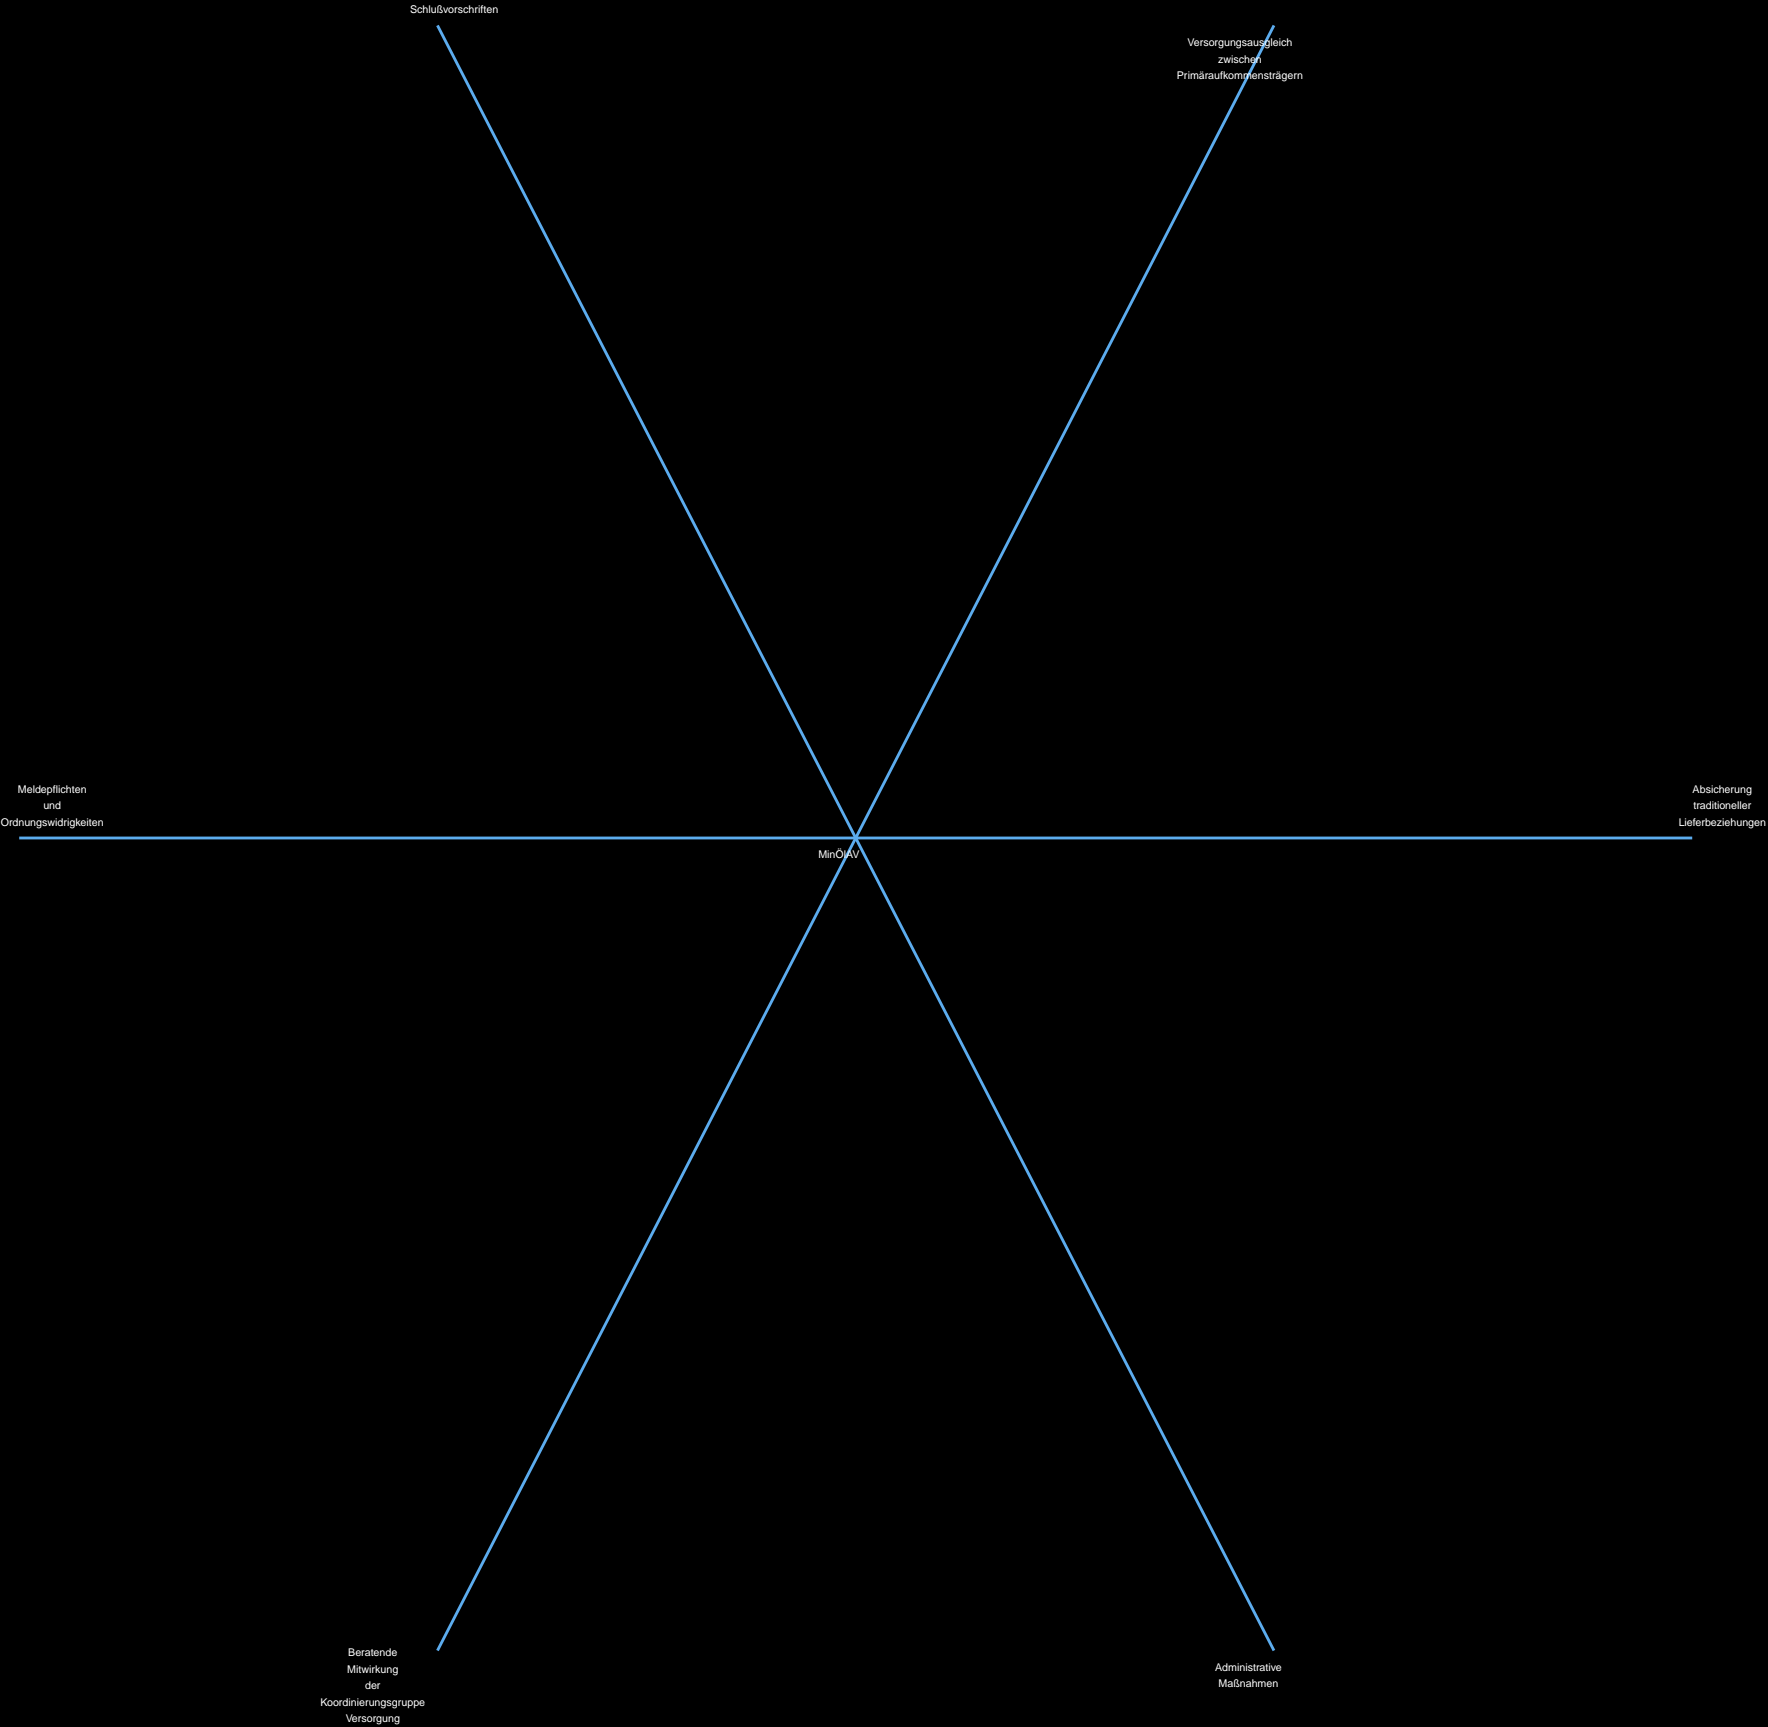 Schlußvorschriften
Versorgungsausgleich
zwischen
Primäraufkommensträgern
Meldepflichten
und
Ordnungswidrigkeiten
Absicherung
traditioneller
Lieferbeziehungen
MinÖlAV
Beratende
Mitwirkung
der
Koordinierungsgruppe
Versorgung
Administrative
Maßnahmen